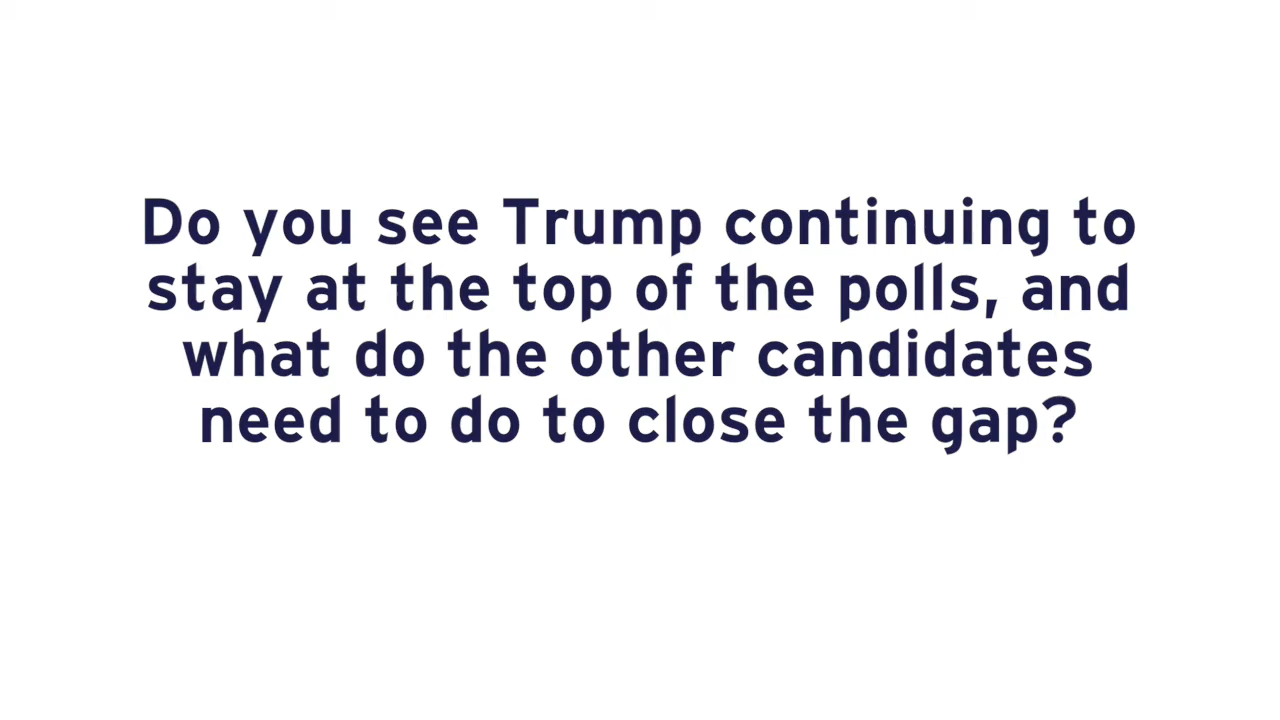 Do you see Trump continuing to
stay at the top of the polls, and
what do the other candidates
need to do to close the gap?